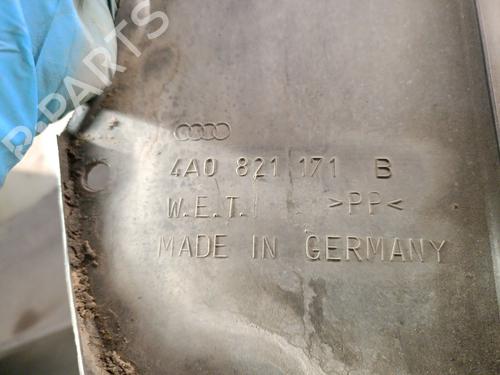 B-PARTS
4A0 821 171 B
W.E.T. >PP<
MADE IN GERMANY